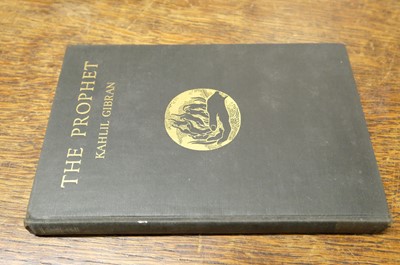 THE PROPHET
KAHLIL GIBRAN